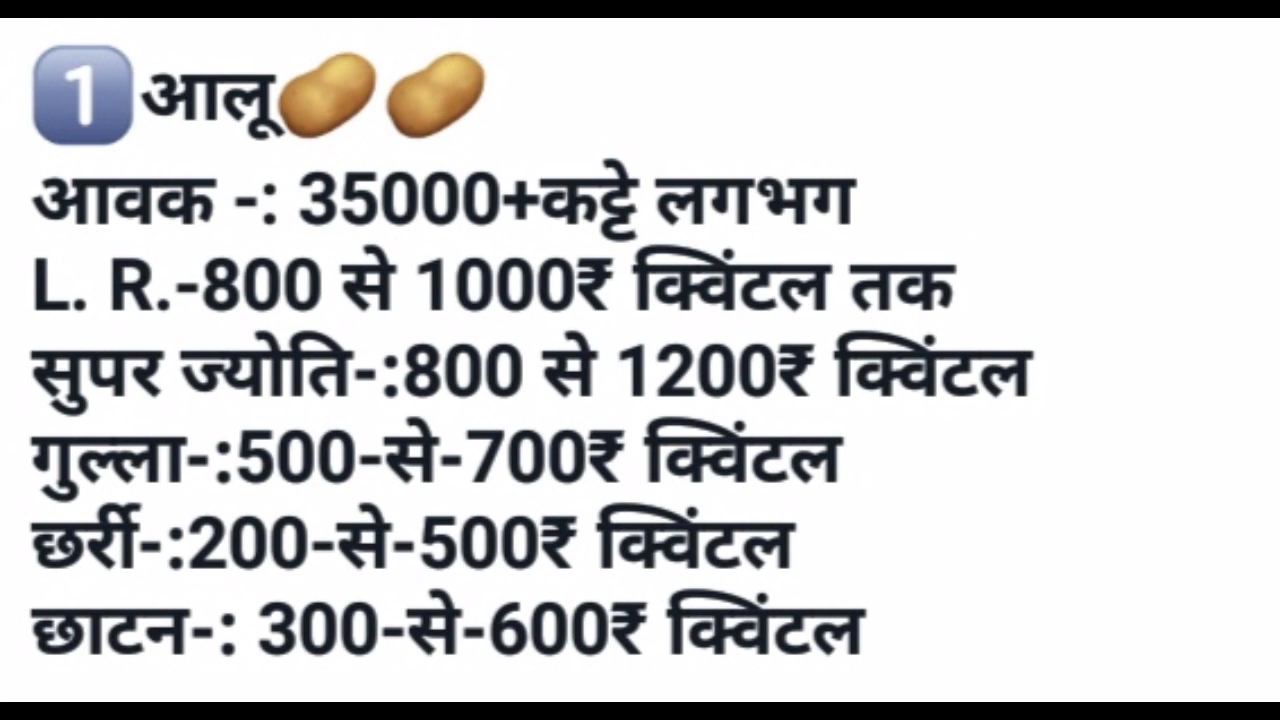 1️⃣आलू🥔🥔
आवक -: 35000+कट्टे लगभग
L. R.-800 से 1000₹ क्विंटल तक
सुपर ज्योति-:800 से 1200₹ क्विंटल
गुल्ला-:500-से-700₹ क्विंटल
छर्री-:200-से-500₹ क्विंटल
छाटन-: 300-से-600₹ क्विंटल